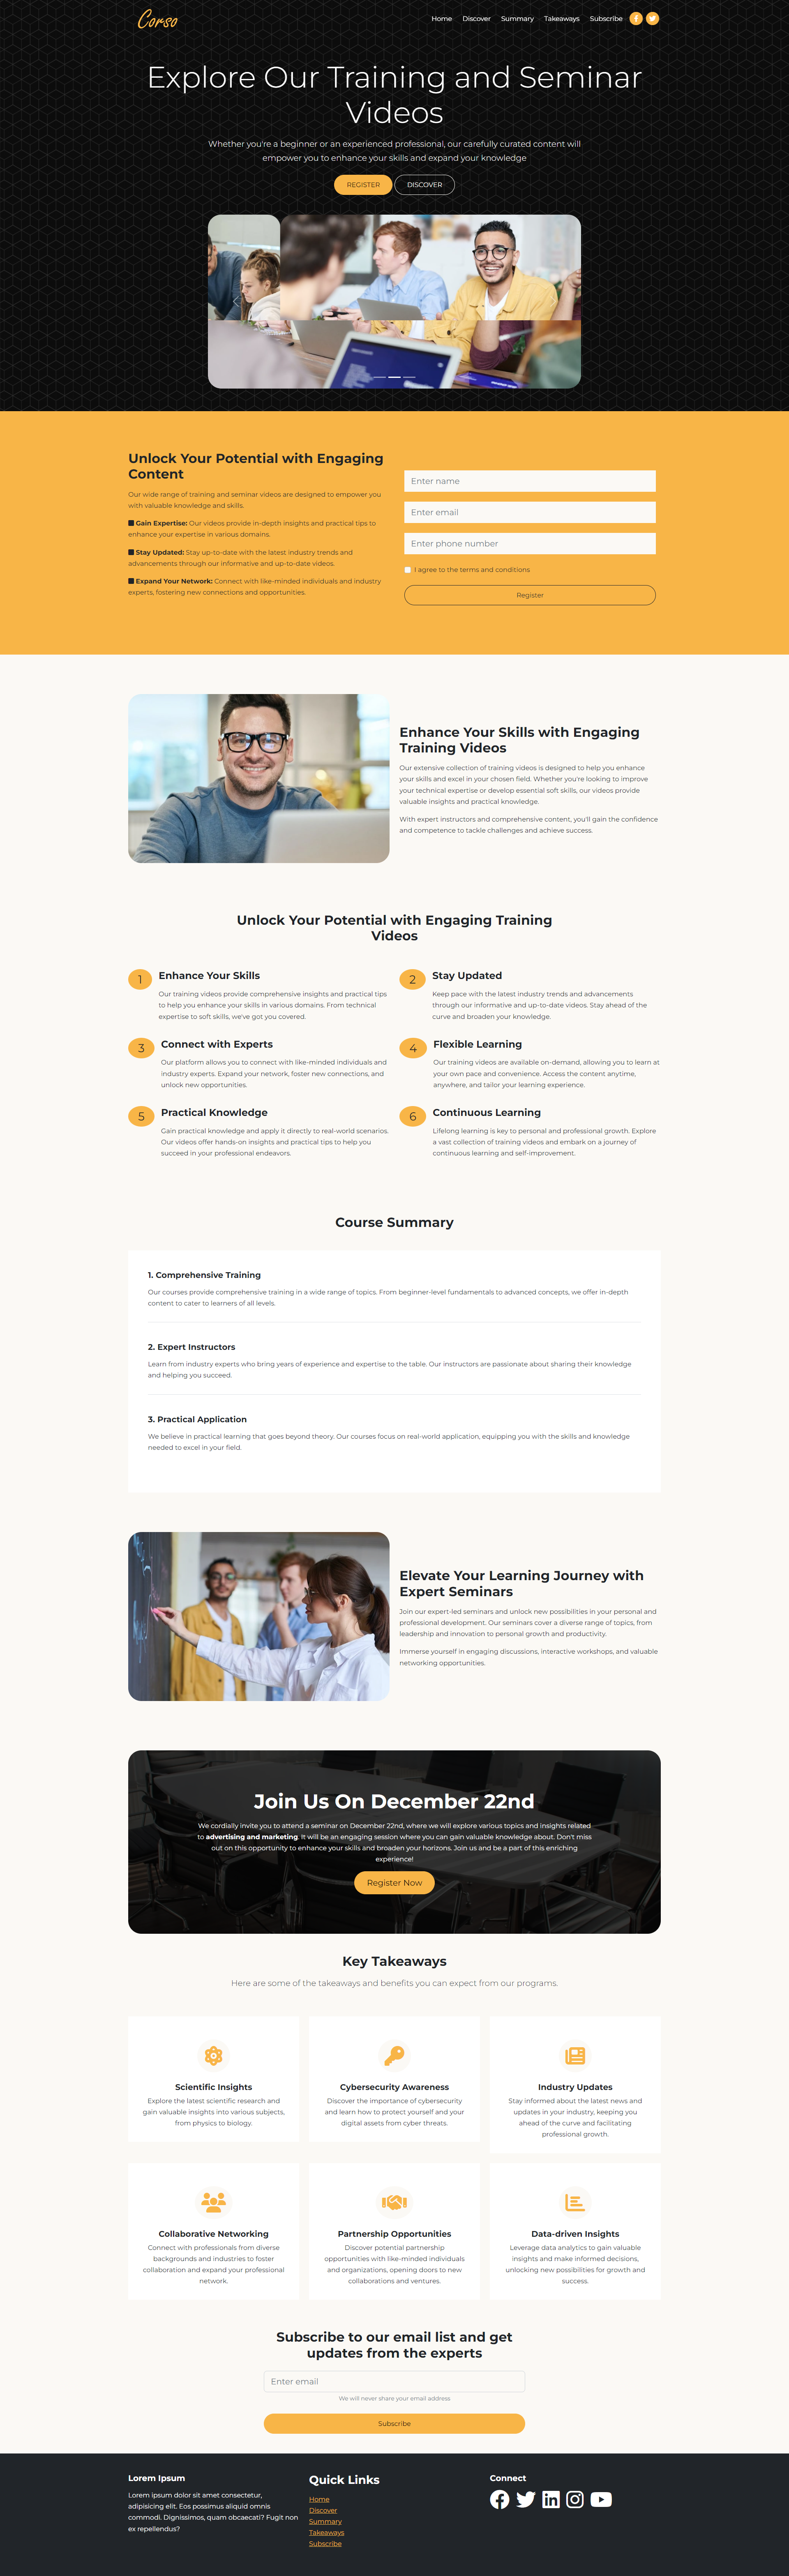 Corso
Home Discover Summary Takeaways Subscribe
Explore Our Training and Seminar
Videos
Whether you're a beginner or an experienced professional, our carefully curated content will
empower you to enhance your skills and expand your knowledge
REGISTER DISCOVER
Unlock Your Potential with Engaging
Content
Our wide range of training and seminar videos are designed to empower you
with valuable knowledge and skills.
Gain Expertise: Our videos provide in-depth insights and practical tips to
enhance your expertise in various domains.
Stay Updated: Stay up-to-date with the latest industry trends and
advancements through our informative and up-to-date videos.
Expand Your Network: Connect with like-minded individuals and industry
experts, fostering new connections and opportunities.
Enter name
Enter email
Enter phone number
I agree to the terms and conditions
Register
Enhance Your Skills with Engaging
Training Videos
Our extensive collection of training videos is designed to help you enhance
your skills and excel in your chosen field. Whether you're looking to improve
your technical expertise or develop essential soft skills, our videos provide
valuable insights and practical knowledge.
With expert instructors and comprehensive content, you'll gain the confidence
and competence to tackle challenges and achieve success.
Unlock Your Potential with Engaging Training
Videos
1 Enhance Your Skills
Our training videos provide comprehensive insights and practical tips
to help you enhance your skills in various domains. From technical
expertise to soft skills, we've got you covered.
2 Stay Updated
Keep pace with the latest industry trends and advancements
through our informative and up-to-date videos. Stay ahead of the
curve and broaden your knowledge.
3 Connect with Experts
Our platform allows you to connect with like-minded individuals and
industry experts. Expand your network, foster new connections, and
unlock new opportunities.
4 Flexible Learning
Our training videos are available on-demand, allowing you to learn at
your own pace and convenience. Access the content anytime,
anywhere, and tailor your learning experience.
5 Practical Knowledge
Gain practical knowledge and apply it directly to real-world scenarios.
Our videos offer hands-on insights and practical tips to help you
succeed in your professional endeavors.
6 Continuous Learning
Lifelong learning is key to personal and professional growth. Explore
a vast collection of training videos and embark on a journey of
continuous learning and self-improvement.
Course Summary
1. Comprehensive Training
Our courses provide comprehensive training in a wide range of topics. From beginner-level fundamentals to advanced concepts, we offer in-depth
content to cater to learners of all levels.
2. Expert Instructors
Learn from industry experts who bring years of experience and expertise to the table. Our instructors are passionate about sharing their knowledge
and helping you succeed.
3. Practical Application
We believe in practical learning that goes beyond theory. Our courses focus on real-world application, equipping you with the skills and knowledge
needed to excel in your field.
Elevate Your Learning Journey with
Expert Seminars
Join our expert-led seminars and unlock new possibilities in your personal and
professional development. Our seminars cover a diverse range of topics, from
leadership and innovation to personal growth and productivity.
Immerse yourself in engaging discussions, interactive workshops, and valuable
networking opportunities.
Join Us On December 22nd
We cordially invite you to attend a seminar on December 22nd, where we will explore various topics and insights related
to advertising and marketing. It will be an engaging session where you can gain valuable knowledge about. Don't miss
out on this opportunity to enhance your skills and broaden your horizons. Join us and be a part of this enriching
experience!
Register Now
Key Takeaways
Here are some of the takeaways and benefits you can expect from our programs.
Scientific Insights
Explore the latest scientific research and
gain valuable insights into various subjects,
from physics to biology.
Cybersecurity Awareness
Discover the importance of cybersecurity
and learn how to protect yourself and your
digital assets from cyber threats.
Industry Updates
Stay informed about the latest news and
updates in your industry, keeping you
ahead of the curve and facilitating
professional growth.
Collaborative Networking
Connect with professionals from diverse
backgrounds and industries to foster
collaboration and expand your professional
network.
Partnership Opportunities
Discover potential partnership
opportunities with like-minded individuals
and organizations, opening doors to new
collaborations and ventures.
Data-driven Insights
Leverage data analytics to gain valuable
insights and make informed decisions,
unlocking new possibilities for growth and
success.
Subscribe to our email list and get
updates from the experts
Enter email
We will never share your email address
Subscribe
Lorem Ipsum
Lorem ipsum dolor sit amet consectetur,
adipisicing elit. Eos possimus aliquid omnis
commodi. Dignissimos, quam obcaecati? Fugit non
ex repellendus?
Quick Links
Home
Discover
Summary
Takeaways
Subscribe
Connect